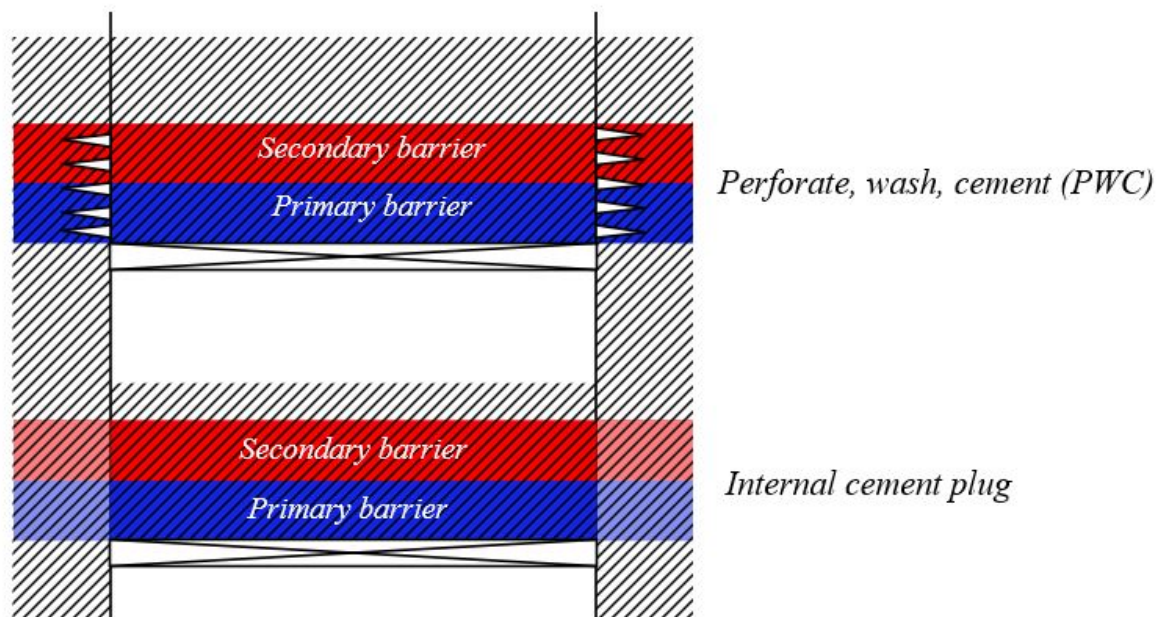 Secondary barrier
Primary barrier
Perforate, wash, cement (PWC)
Secondary barrier
Primary barrier
Internal cement plug